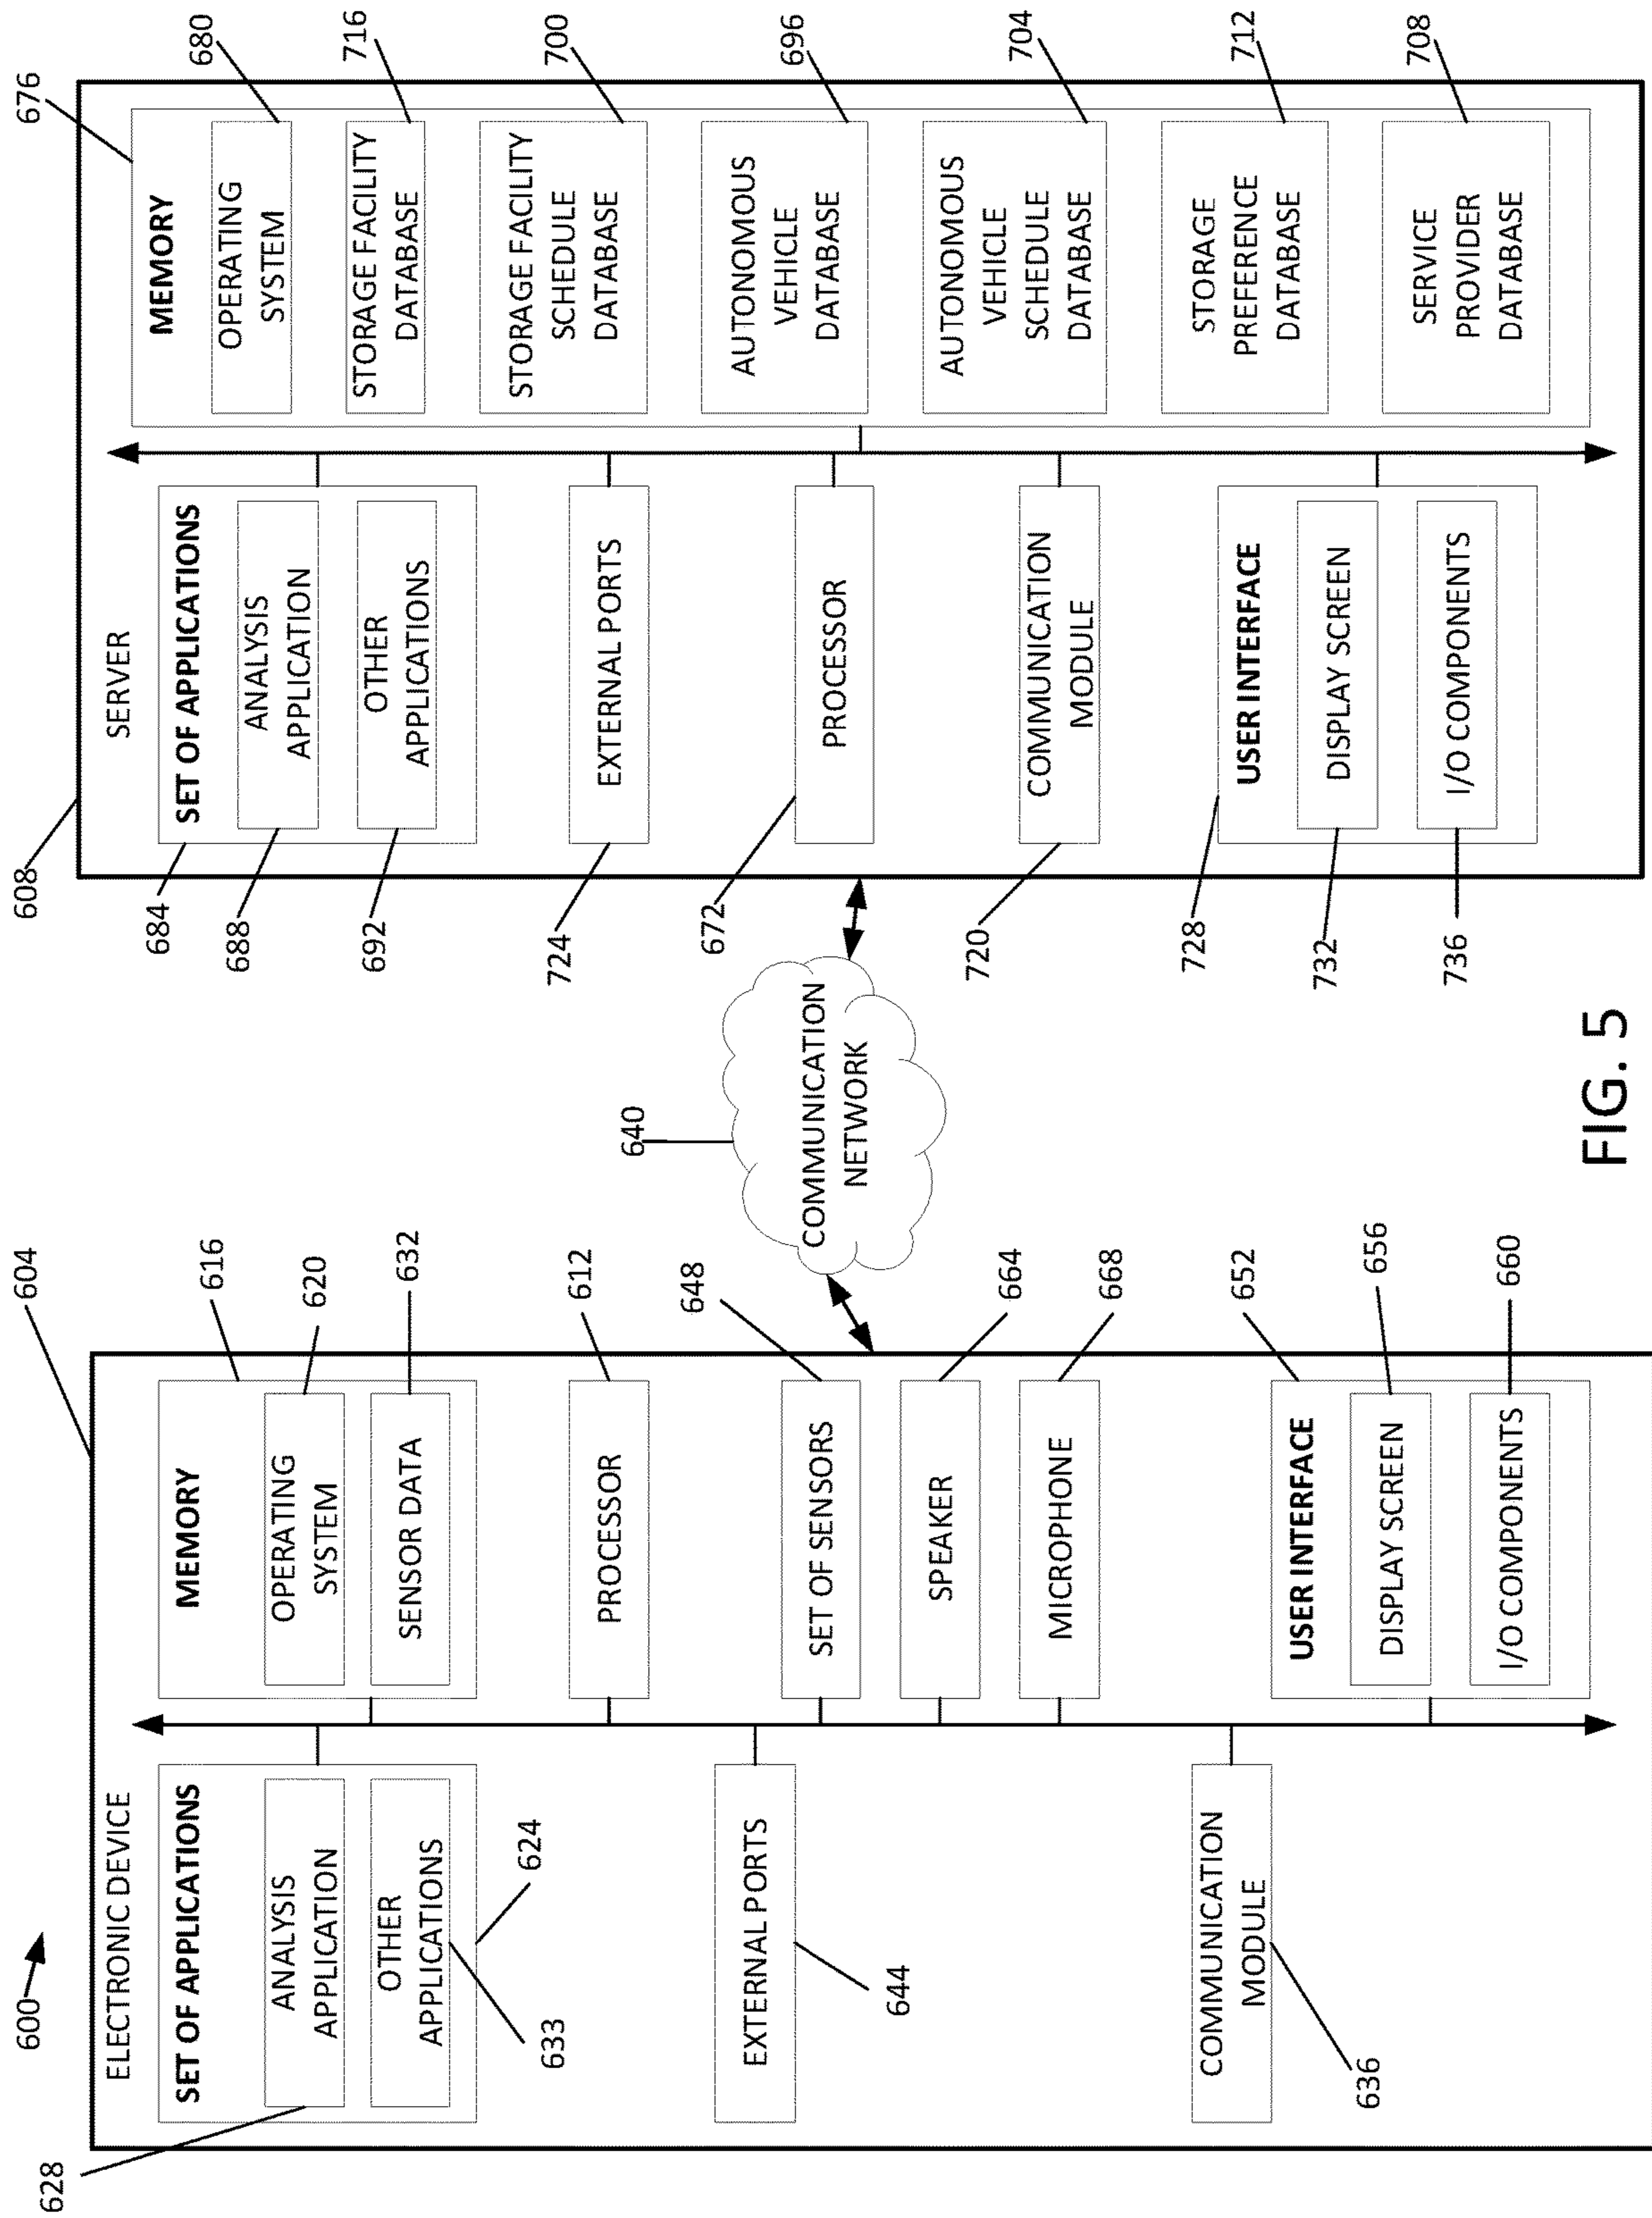 600
604
ELECTRONIC DEVICE
SET OF APPLICATIONS
ANALYSIS
APPLICATION
OTHER
APPLICATIONS
628
633
624
EXTERNAL PORTS
644
COMMUNICATION
MODULE
636
MEMORY
616
OPERATING
SYSTEM
620
SENSOR DATA
632
PROCESSOR
612
SET OF SENSORS
648
SPEAKER
664
MICROPHONE
668
USER INTERFACE
652
DISPLAY SCREEN
656
I/O COMPONENTS
660
640
COMMUNICATION
NETWORK
608
SERVER
SET OF APPLICATIONS
684
ANALYSIS
APPLICATION
688
OTHER
APPLICATIONS
692
EXTERNAL PORTS
724
PROCESSOR
672
COMMUNICATION
MODULE
720
USER INTERFACE
728
DISPLAY SCREEN
732
I/O COMPONENTS
736
676
MEMORY
OPERATING
SYSTEM
680
STORAGE FACILITY
DATABASE
716
STORAGE FACILITY
SCHEDULE
DATABASE
700
AUTONOMOUS
VEHICLE
DATABASE
696
AUTONOMOUS
VEHICLE
SCHEDULE
DATABASE
704
STORAGE
PREFERENCE
DATABASE
712
SERVICE
PROVIDER
DATABASE
708
FIG. 5